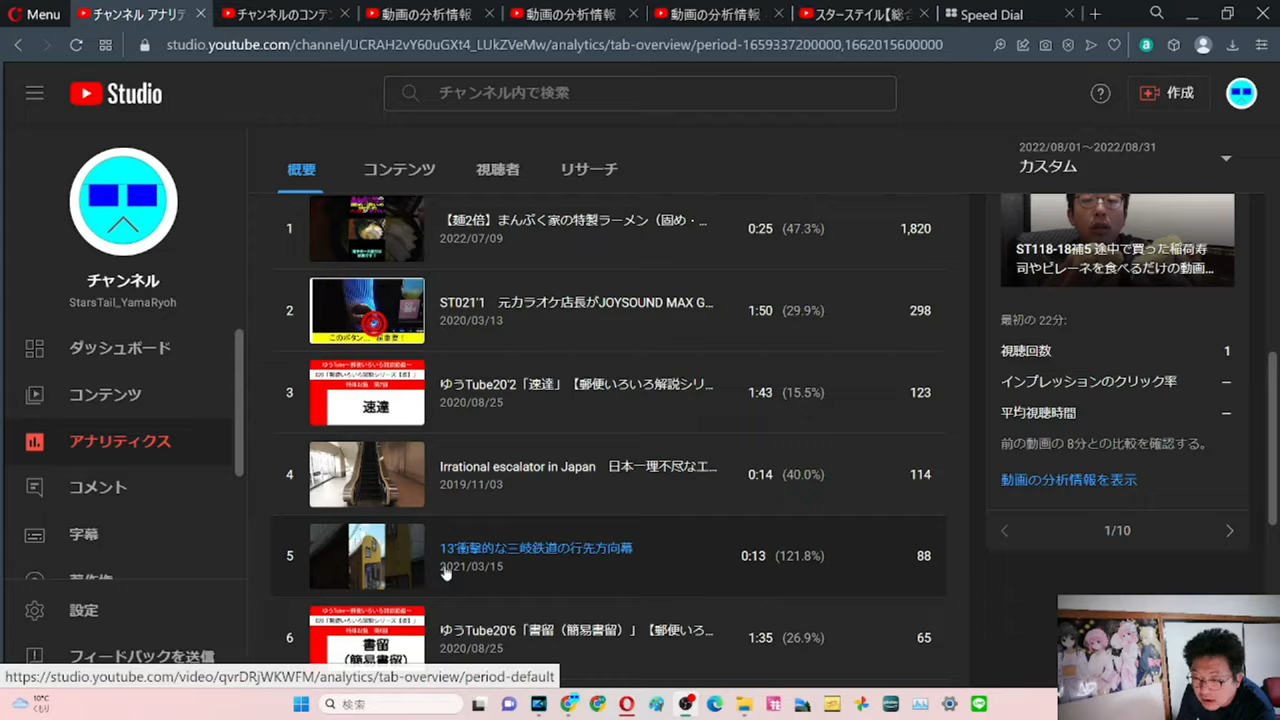 Menu
チャンネル アナリティ
チャンネルのコンテン
動画の分析情報
動画の分析情報
動画の分析情報
スターステイル【総合
Speed Dial
studio.youtube.com/channel/UCRAH2vY60uGXt4_LUkZVeMw/analytics/tab-overview/period-1659337200000,1662015600000
Studio
チャンネル内で検索
作成
チャンネル
StarsTail_YamaRyoh
ダッシュボード
コンテンツ
アナリティクス
コメント
字幕
設定
フィードバックを送信
概要
コンテンツ
視聴者
リサーチ
2022/08/01～2022/08/31
カスタム
1
【麺2倍】まんぷく家の特製ラーメン（固め・...
2022/07/09
0:25 (47.3%)
1,820
2
このボタン... 超重要！
ST021'1 元カラオケ店長がJOYSOUND MAX G...
2020/03/13
1:50 (29.9%)
298
3
速達
ゆうTube20'2「速達」【郵便いろいろ解説シリ...
2020/08/25
1:43 (15.5%)
123
4
Irrational escalator in Japan 日本一理不尽なエ...
2019/11/03
0:14 (40.0%)
114
5
13'衝撃的な三岐鉄道の行先方向幕
2021/03/15
0:13 (121.8%)
88
6
書留
(簡易書留)
ゆうTube20'6「書留（簡易書留）」【郵便いろ...
2020/08/25
1:35 (26.9%)
65
ST118-18補5 途中で買った稲荷寿
司やピレーネを食べるだけの動画...
最初の 22分:
視聴回数
1
インプレッションのクリック率
–
平均視聴時間
–
前の動画の 8分との比較を確認する。
動画の分析情報を表示
1/10
https://studio.youtube.com/video/qvrDRjWKWFM/analytics/tab-overview/period-default
10°C
くもり
検索